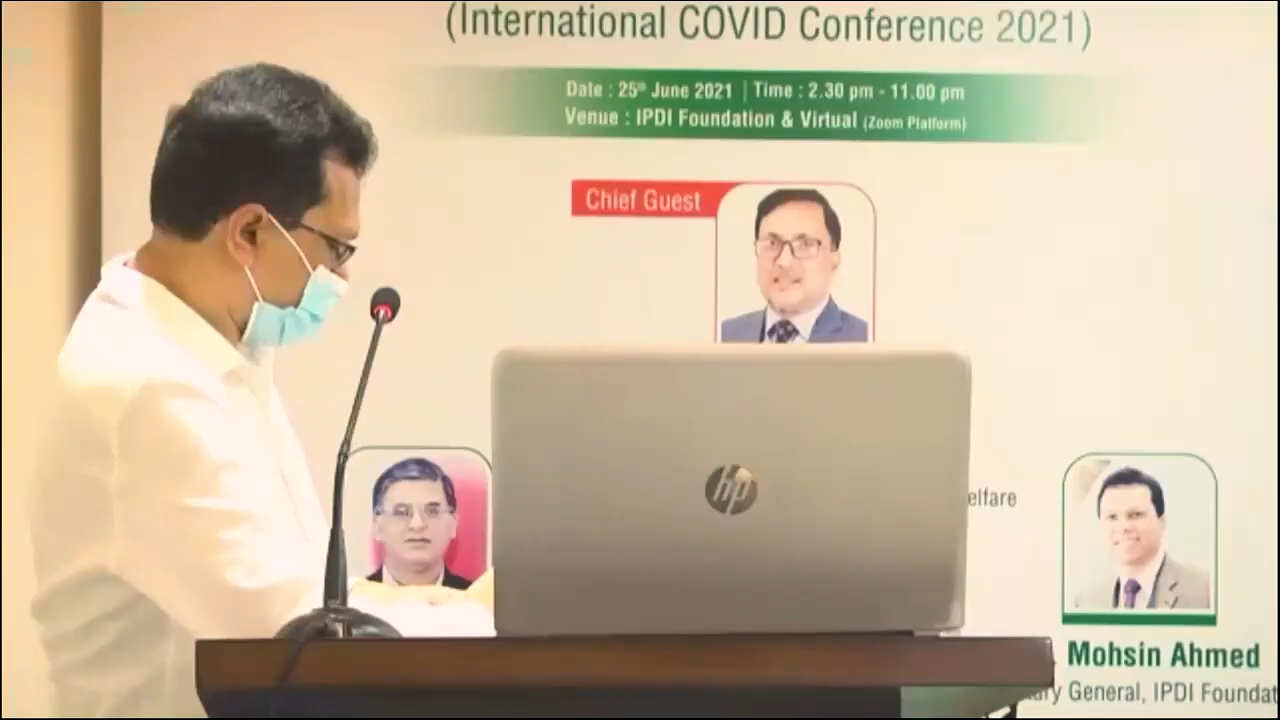 (International COVID Conference 2021)
Date : 25th June 2021 | Time : 2.30 pm - 11.00 pm
Venue : IPDI Foundation & Virtual (Zoom Platform)
Chief Guest
hp
elfare
Mohsin Ahmed
ary General, IPDI Foundat